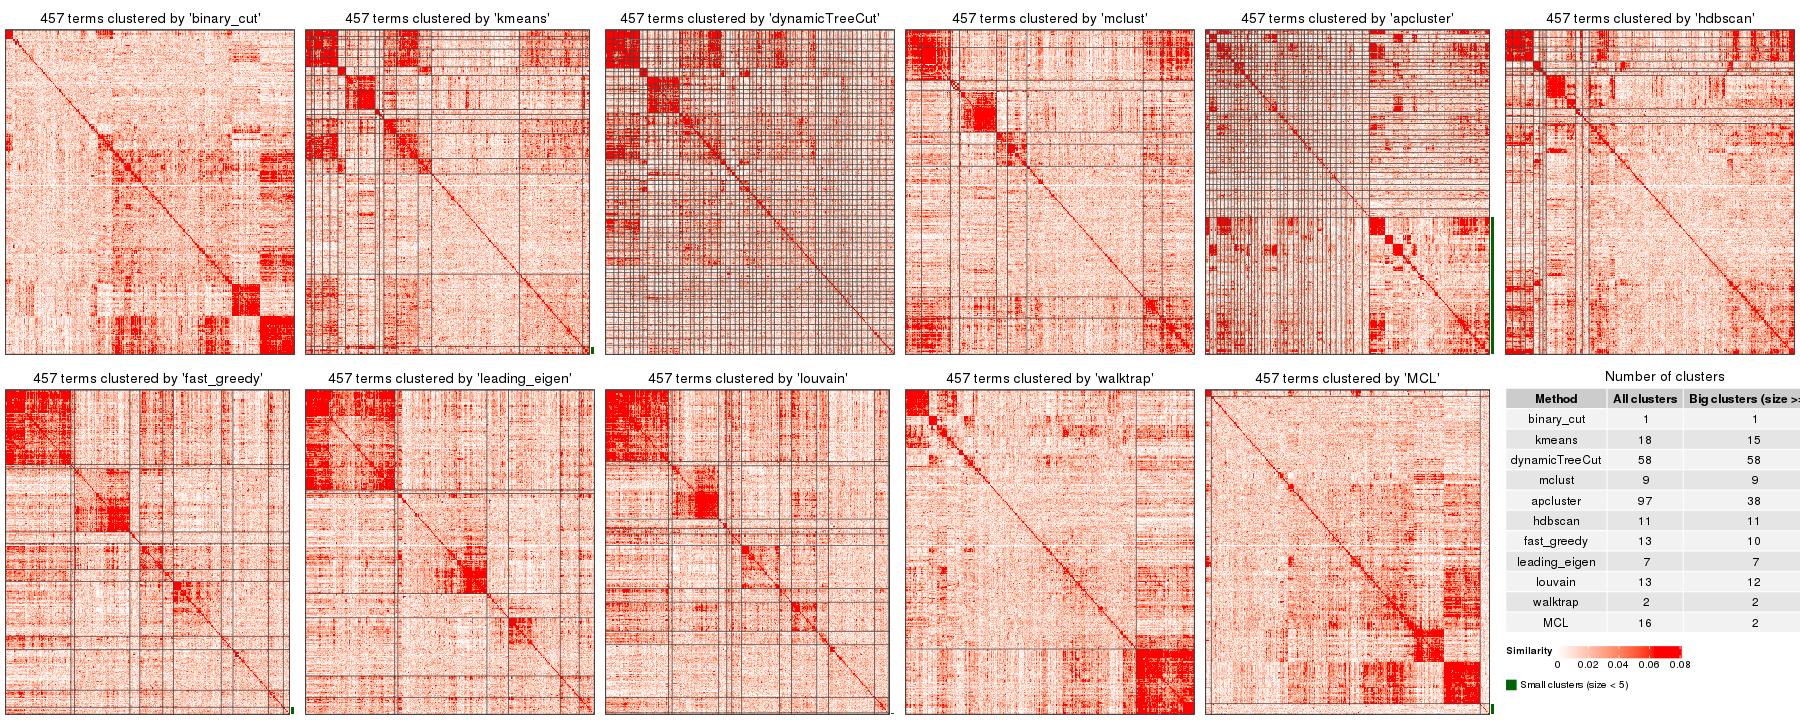 457 terms clustered by 'binary_cut'
457 terms clustered by 'kmeans'
457 terms clustered by 'dynamicTreeCut'
457 terms clustered by 'mclust'
457 terms clustered by 'apcluster'
457 terms clustered by 'hdbscan'
457 terms clustered by 'fast_greedy'
457 terms clustered by 'leading_eigen'
457 terms clustered by 'louvain'
457 terms clustered by 'walktrap'
457 terms clustered by 'MCL'
Number of clusters
Method All clusters Big clusters (size >
binary_cut 1 1
kmeans 18 15
dynamicTreeCut 58 58
mclust 9 9
apcluster 97 38
hdbscan 11 11
fast_greedy 13 10
leading_eigen 7 7
louvain 13 12
walktrap 2 2
MCL 16 2
Similarity
0 0.02 0.04 0.06 0.08
Small clusters (size < 5)